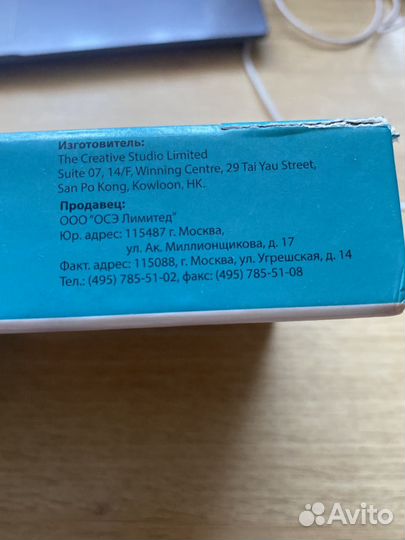 Изготовитель:
The Creative Studio Limited
Suite 07, 14/F, Winning Centre, 29 Tai Yau Street,
San Po Kong, Kowloon, HK.
Продавец:
ООО "ОСЭ Лимитед"
Юр. адрес: 115487 г. Москва,
ул. Ак. Миллионщикова, д. 17
Факт. адрес: 115088, г. Москва, ул. Угрешская, д. 14
Тел.: (495) 785-51-02, факс: (495) 785-51-08
Avito